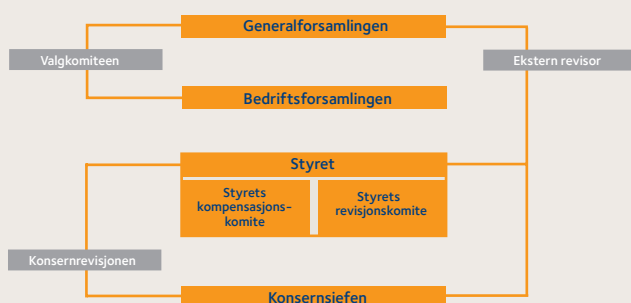 Generalforsamlingen
Valgkomiteen
Ekstern revisor
Bedriftsforsamlingen
Styret
Styrets
kompensasjons-
komite
Styrets
revisjonskomite
Konsernrevisjonen
Konsernsjefen